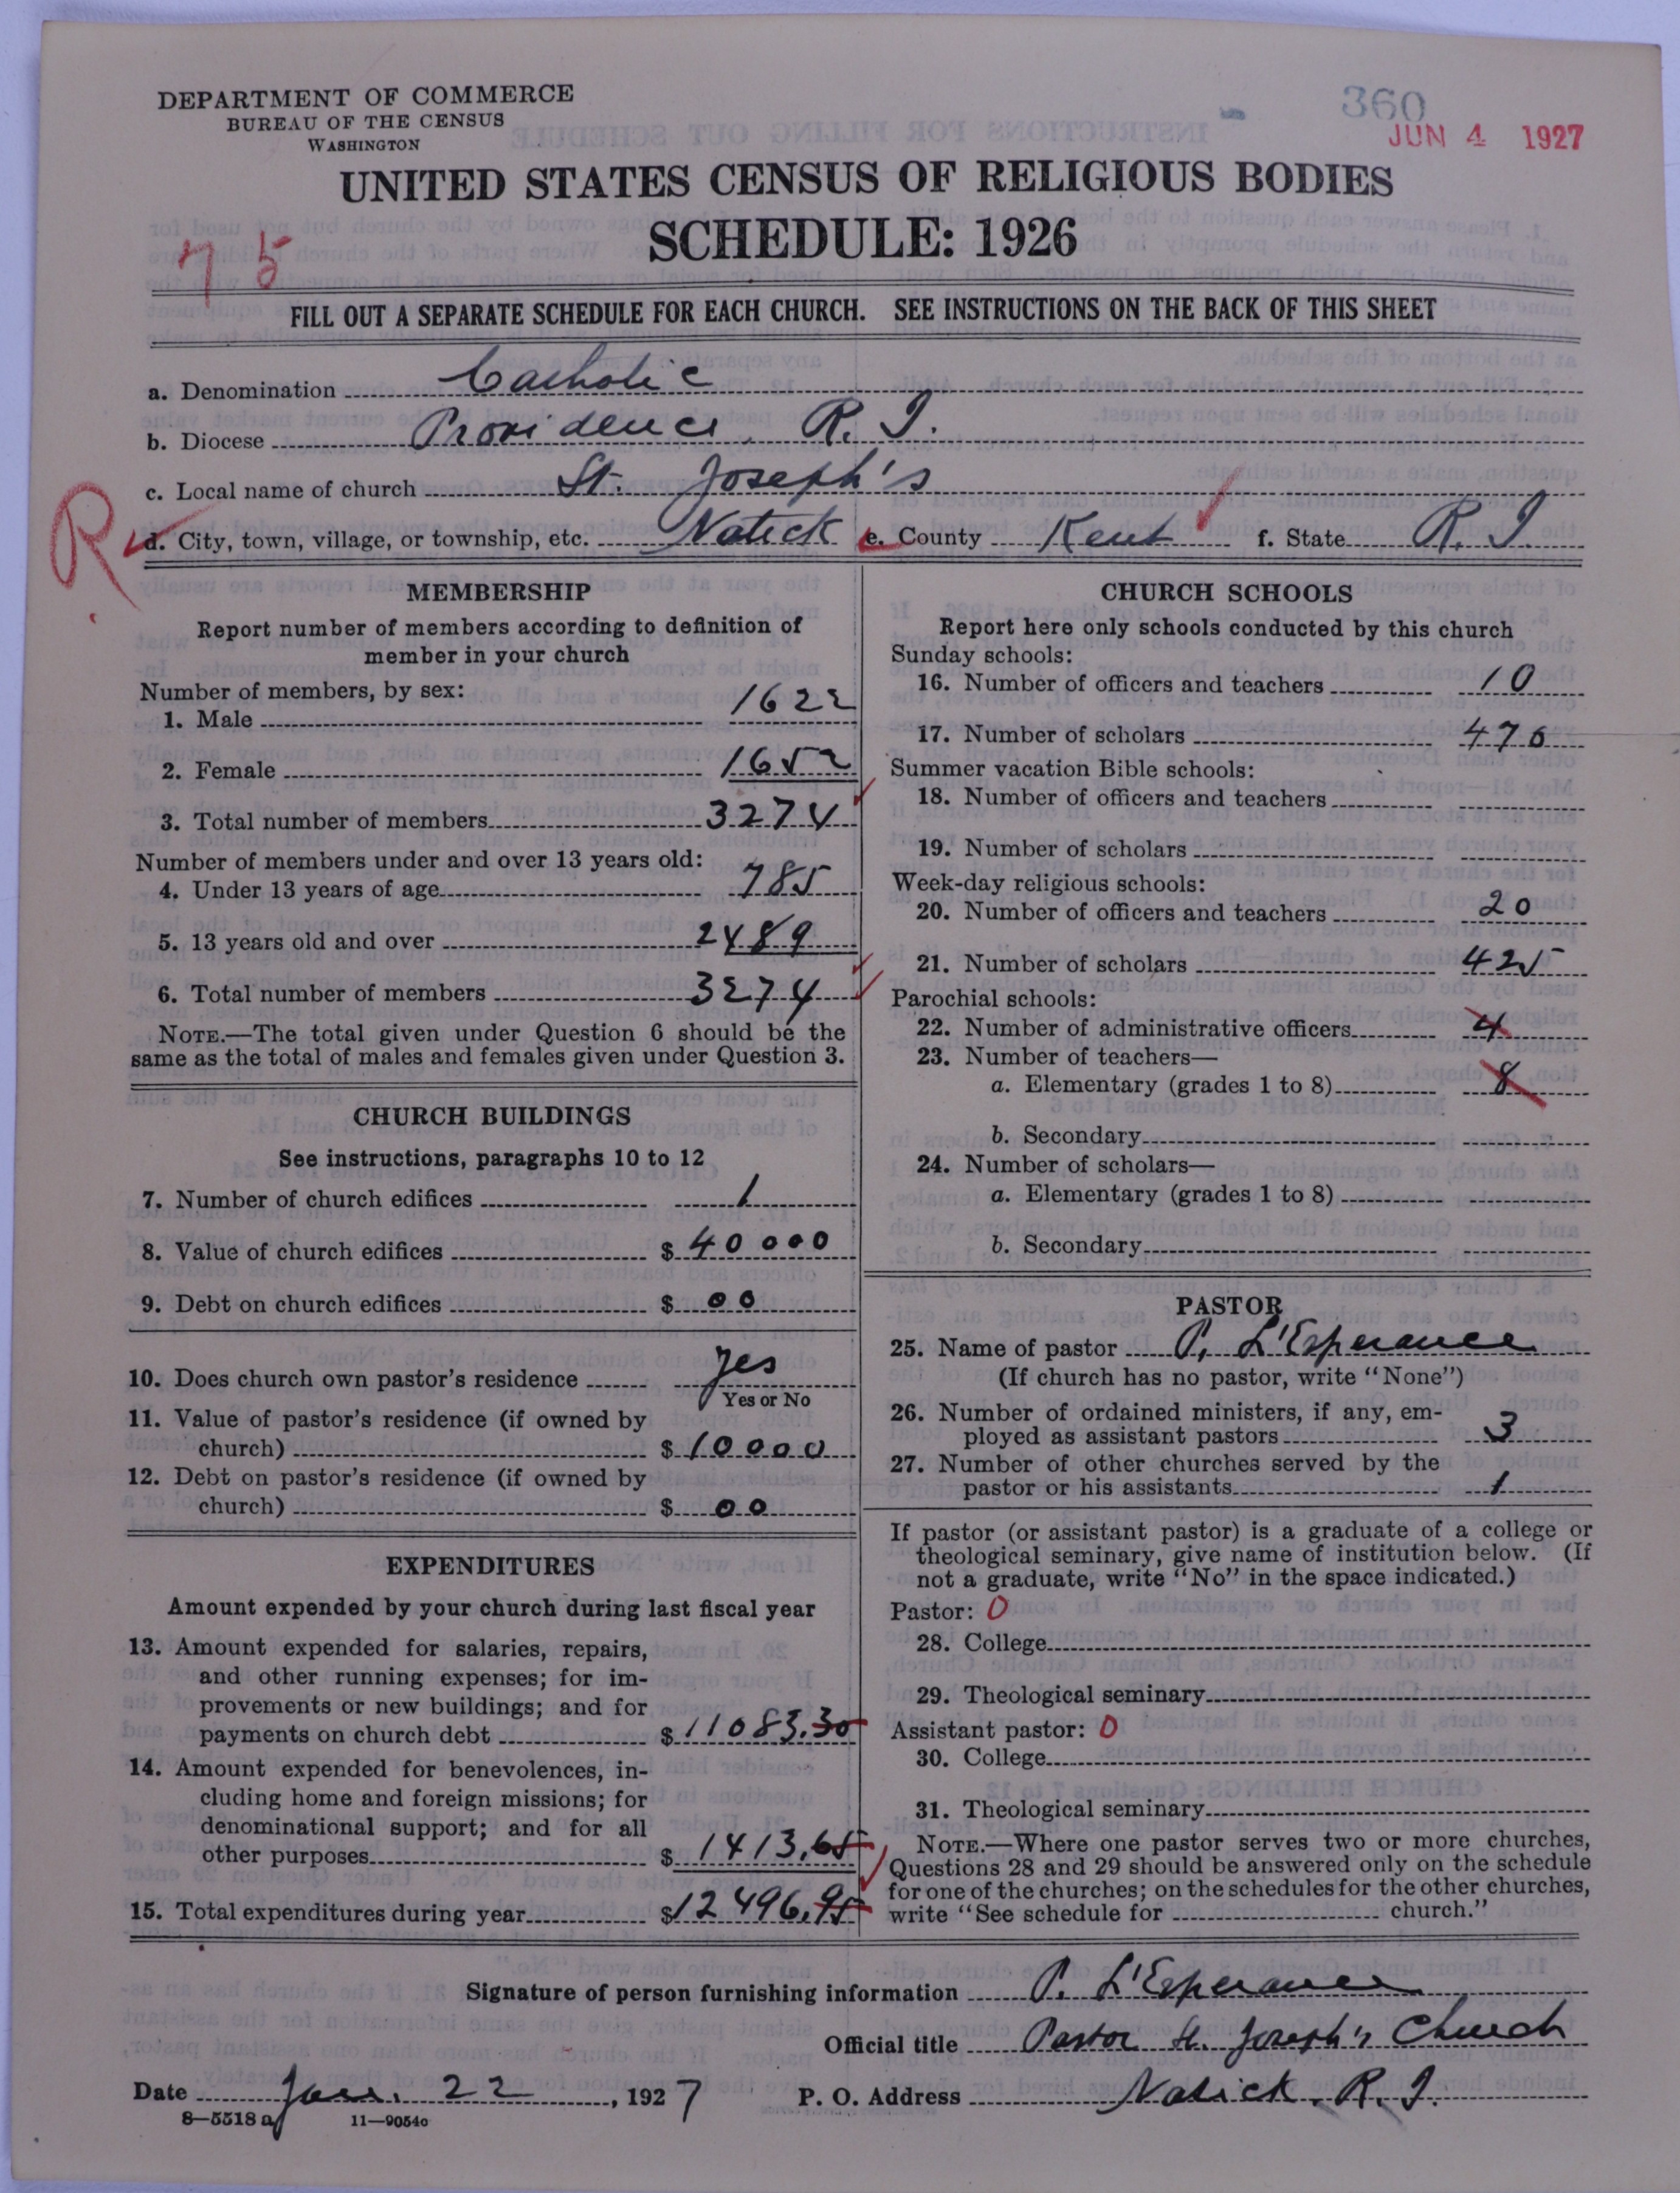 DEPARTMENT OF COMMERCE
BUREAU OF THE CENSUS
WASHINGTON
360
JUN 4 1927
UNITED STATES CENSUS OF RELIGIOUS BODIES
SCHEDULE: 1926
7 5
FILL OUT A SEPARATE SCHEDULE FOR EACH CHURCH. SEE INSTRUCTIONS ON THE BACK OF THIS SHEET
a. Denomination Catholic
b. Diocese Providence, R. I.
c. Local name of church St. Joseph's
R
d. City, town, village, or township, etc. Natick e. County Kent f. State R. I.
MEMBERSHIP
Report number of members according to definition of
member in your church
Number of members, by sex:
1. Male 1622
2. Female 1652
3. Total number of members 3274
Number of members under and over 13 years old:
4. Under 13 years of age 785
5. 13 years old and over 2489
6. Total number of members 3274
NOTE.—The total given under Question 6 should be the
same as the total of males and females given under Question 3.
CHURCH BUILDINGS
See instructions, paragraphs 10 to 12
7. Number of church edifices 1
8. Value of church edifices $ 40000
9. Debt on church edifices $ 00
10. Does church own pastor's residence yes
Yes or No
11. Value of pastor's residence (if owned by
church) $ 10000
12. Debt on pastor's residence (if owned by
church) $ 00
EXPENDITURES
Amount expended by your church during last fiscal year
13. Amount expended for salaries, repairs,
and other running expenses; for im-
provements or new buildings; and for
payments on church debt $ 11083.30
14. Amount expended for benevolences, in-
cluding home and foreign missions; for
denominational support; and for all
other purposes $ 1413.65
15. Total expenditures during year $ 12496.95
CHURCH SCHOOLS
Report here only schools conducted by this church
Sunday schools:
16. Number of officers and teachers 10
17. Number of scholars 476
Summer vacation Bible schools:
18. Number of officers and teachers
19. Number of scholars
Week-day religious schools:
20. Number of officers and teachers 20
21. Number of scholars 425
Parochial schools:
22. Number of administrative officers 4
23. Number of teachers—
a. Elementary (grades 1 to 8) 8
b. Secondary
24. Number of scholars—
a. Elementary (grades 1 to 8)
b. Secondary
PASTOR
25. Name of pastor P. L'Esperance
(If church has no pastor, write "None")
26. Number of ordained ministers, if any, em-
ployed as assistant pastors 3
27. Number of other churches served by the
pastor or his assistants 1
If pastor (or assistant pastor) is a graduate of a college or
theological seminary, give name of institution below. (If
not a graduate, write "No" in the space indicated.)
Pastor: 0
28. College
29. Theological seminary
Assistant pastor: 0
30. College
31. Theological seminary
NOTE.—Where one pastor serves two or more churches,
Questions 28 and 29 should be answered only on the schedule
for one of the churches; on the schedules for the other churches,
write "See schedule for church."
Signature of person furnishing information P. L'Esperance
Official title Pastor St. Joseph's Church
Date Jan. 22, 1927 P. O. Address Natick, R. I.
8—5518 a 11—9054c